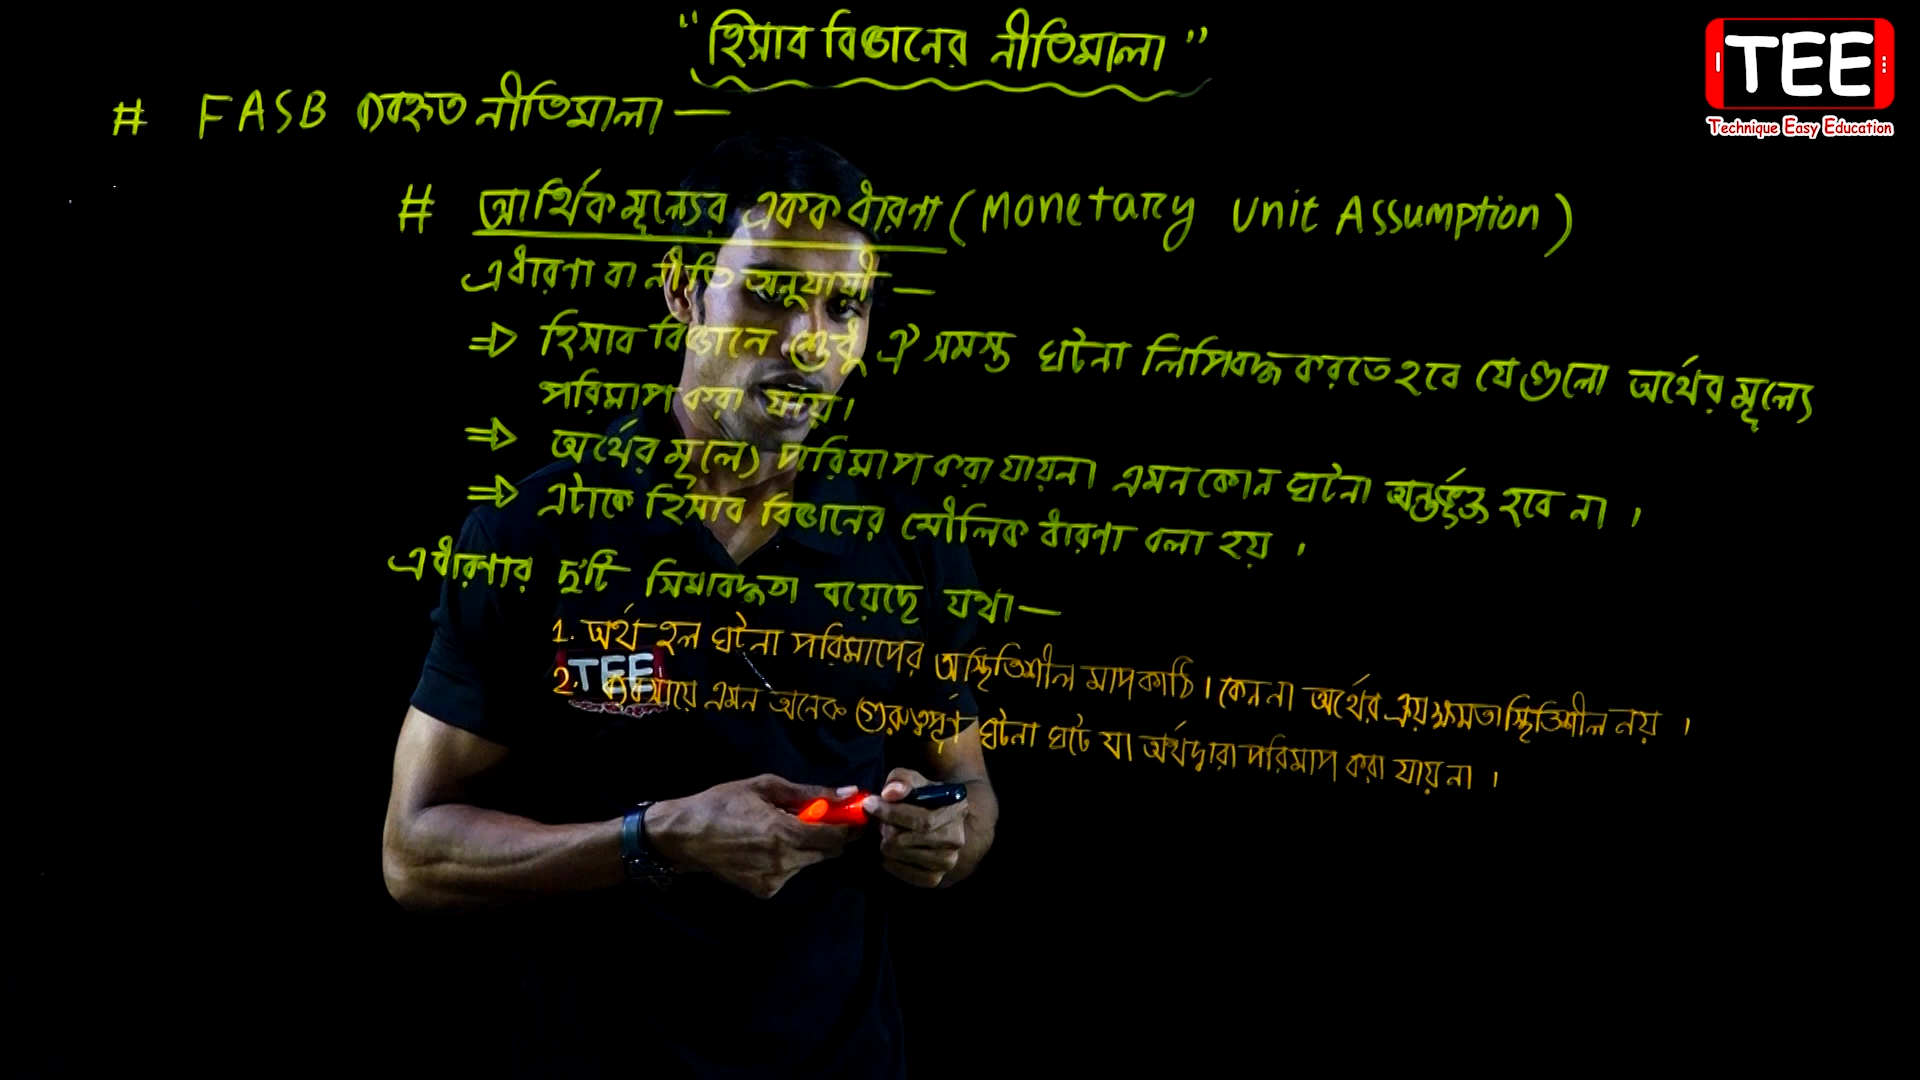 "হিসাব বিজ্ঞানের নীতিমালা"
TEE
Technique Easy Education
# FASB ব্যবহৃত নীতিমালা —
# আর্থিক মূল্যের একক ধারণা (Monetary Unit Assumption)
এ ধারণা বা নীতি অনুযায়ী —
⇒ হিসাব বিজ্ঞানে শুধু ঐ সমস্ত ঘটনা লিপিবদ্ধ করতে হবে যেগুলো অর্থের মূল্যে
পরিমাপ করা যায়।
⇒ অর্থের মূল্যে পরিমাপ করা যায়না এমন কোন ঘটনা অন্তর্ভূক্ত হবে না।
⇒ এটাকে হিসাব বিজ্ঞানের মৌলিক ধারণা বলা হয়।
এ ধারণার দু'টি সিমাবদ্ধতা রয়েছে যথা—
1. অর্থ হল ঘটনা পরিমাপের অস্থিতিশীল মাপকাঠি। কেননা অর্থের ক্রয়ক্ষমতা স্থিতিশীল নয়।
2. ব্যবসায়ে এমন অনেক গুরুত্বপূর্ণ ঘটনা ঘটে যা অর্থদ্বারা পরিমাপ করা যায়না।
TEE